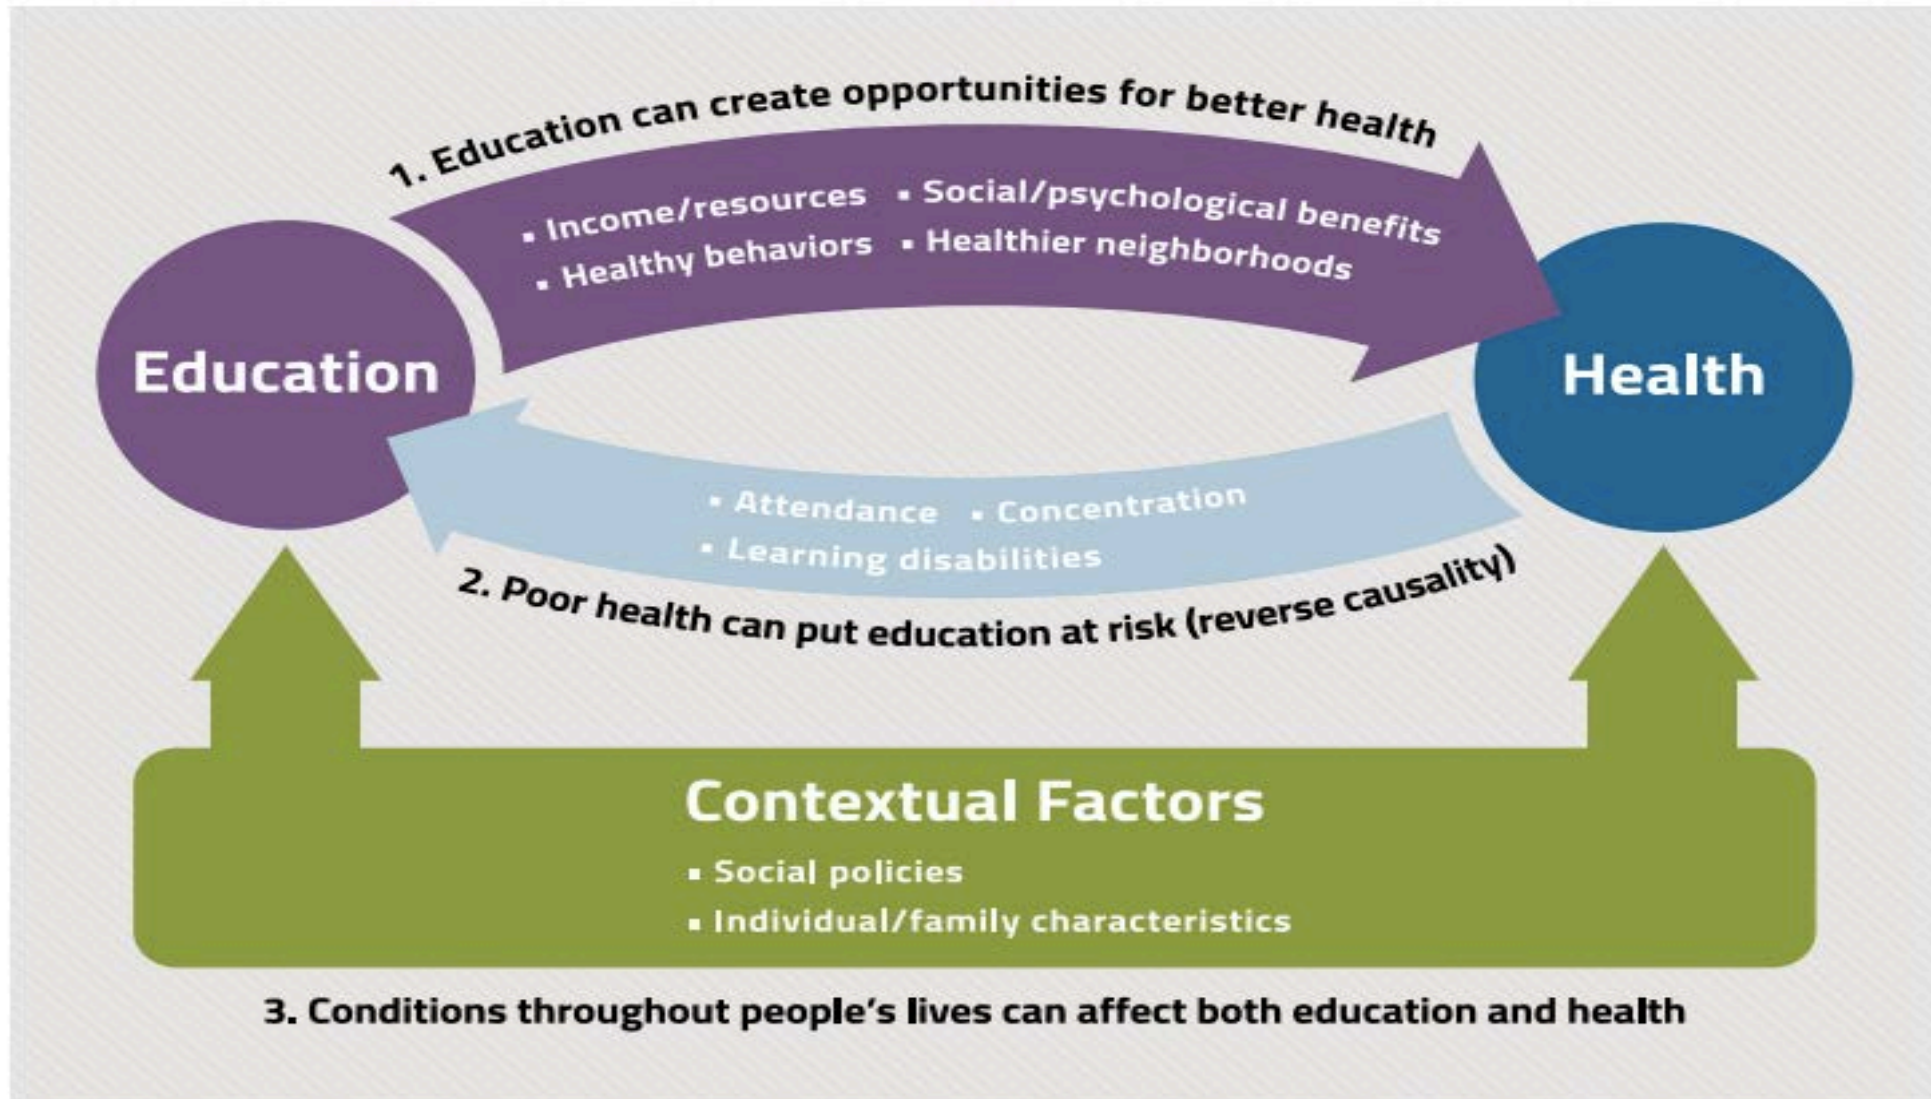 1. Education can create opportunities for better health
▪ Income/resources ▪ Social/psychological benefits
▪ Healthy behaviors ▪ Healthier neighborhoods
Education
Health
▪ Attendance ▪ Concentration
▪ Learning disabilities
2. Poor health can put education at risk (reverse causality)
Contextual Factors
▪ Social policies
▪ Individual/family characteristics
3. Conditions throughout people's lives can affect both education and health